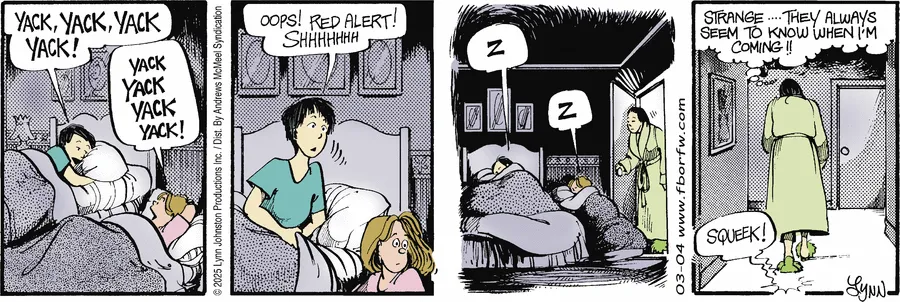 YACK, YACK, YACK
YACK!
YACK
YACK
YACK
YACK!
© 2025 Lynn Johnston Productions Inc. / Dist. By Andrews McMeel Syndication
OOPS! RED ALERT!
SHHHHHHH
Z
Z
03-04 www.fborfw.com
STRANGE .... THEY ALWAYS
SEEM TO KNOW WHEN I'M
COMING!!
SQUEEK!
LYNN